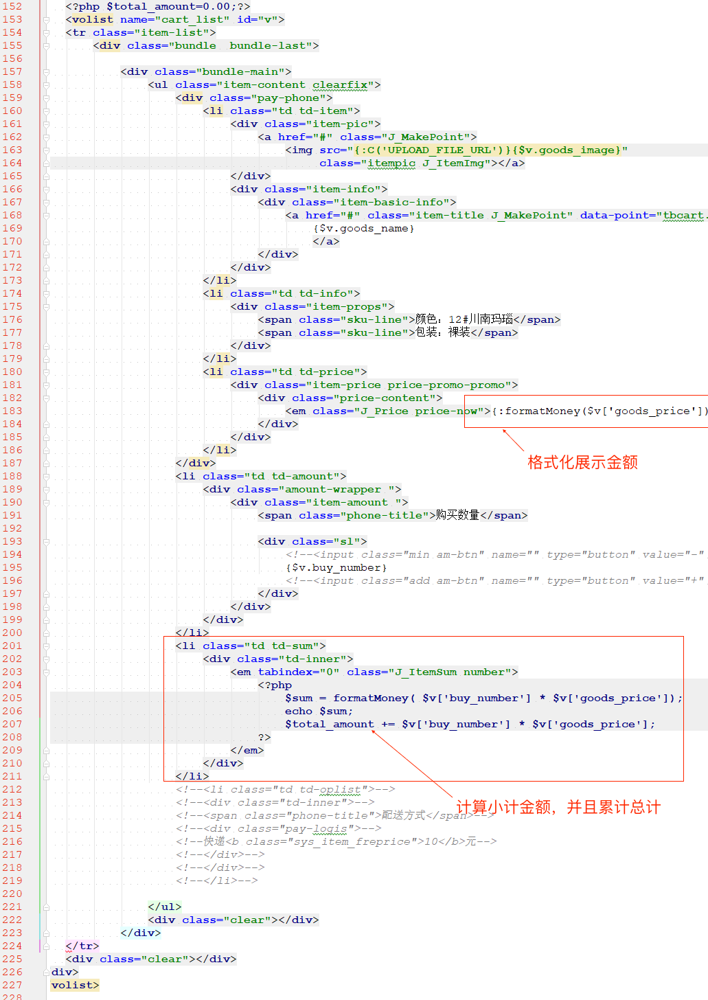 152 <?php $total_amount=0.00;?>
153 <volist name="cart_list" id="v">
154 <tr class="item-list">
155 <div class="bundle  bundle-last">
156
157 <div class="bundle-main">
158 <ul class="item-content clearfix">
159 <div class="pay-phone">
160 <li class="td td-item">
161 <div class="item-pic">
162 <a href="#" class="J_MakePoint">
163 <img src="{:C('UPLOAD_FILE_URL')}{$v.goods_image}"
164 class="itempic J_ItemImg"></a>
165 </div>
166 <div class="item-info">
167 <div class="item-basic-info">
168 <a href="#" class="item-title J_MakePoint" data-point="tbcart.
169 {$v.goods_name}
170 </a>
171 </div>
172 </div>
173 </li>
174 <li class="td td-info">
175 <div class="item-props">
176 <span class="sku-line">颜色：12#川南玛瑙</span>
177 <span class="sku-line">包装：裸装</span>
178 </div>
179 </li>
180 <li class="td td-price">
181 <div class="item-price price-promo-promo">
182 <div class="price-content">
183 <em class="J_Price price-now">{:formatMoney($v['goods_price'])
184 </div>
185 </div>
186 </li>
187 </div>
格式化展示金额
188 <li class="td td-amount">
189 <div class="amount-wrapper ">
190 <div class="item-amount ">
191 <span class="phone-title">购买数量</span>
192
193 <div class="sl">
194 <!--<input class="min am-btn" name="" type="button" value="-"
195 {$v.buy_number}
196 <!--<input class="add am-btn" name="" type="button" value="+"
197 </div>
198 </div>
199 </div>
200 </li>
201 <li class="td td-sum">
202 <div class="td-inner">
203 <em tabindex="0" class="J_ItemSum number">
204 <?php
205 $sum = formatMoney( $v['buy_number'] * $v['goods_price']);
206 echo $sum;
207 $total_amount += $v['buy_number'] * $v['goods_price'];
208 ?>
209 </em>
210 </div>
211 </li>
212 <!--<li class="td td-oplist">-->
213 <!--<div class="td-inner">-->
计算小计金额，并且累计总计
214 <!--<span class="phone-title">配送方式</span>-->
215 <!--<div class="pay-logis">-->
216 <!--快递<b class="sys_item_freprice">10</b>元-->
217 <!--</div>-->
218 <!--</div>-->
219 <!--</li>-->
220
221 </ul>
222 <div class="clear"></div>
223 </div>
224 </tr>
225 <div class="clear"></div>
226 div>
227 volist>
228